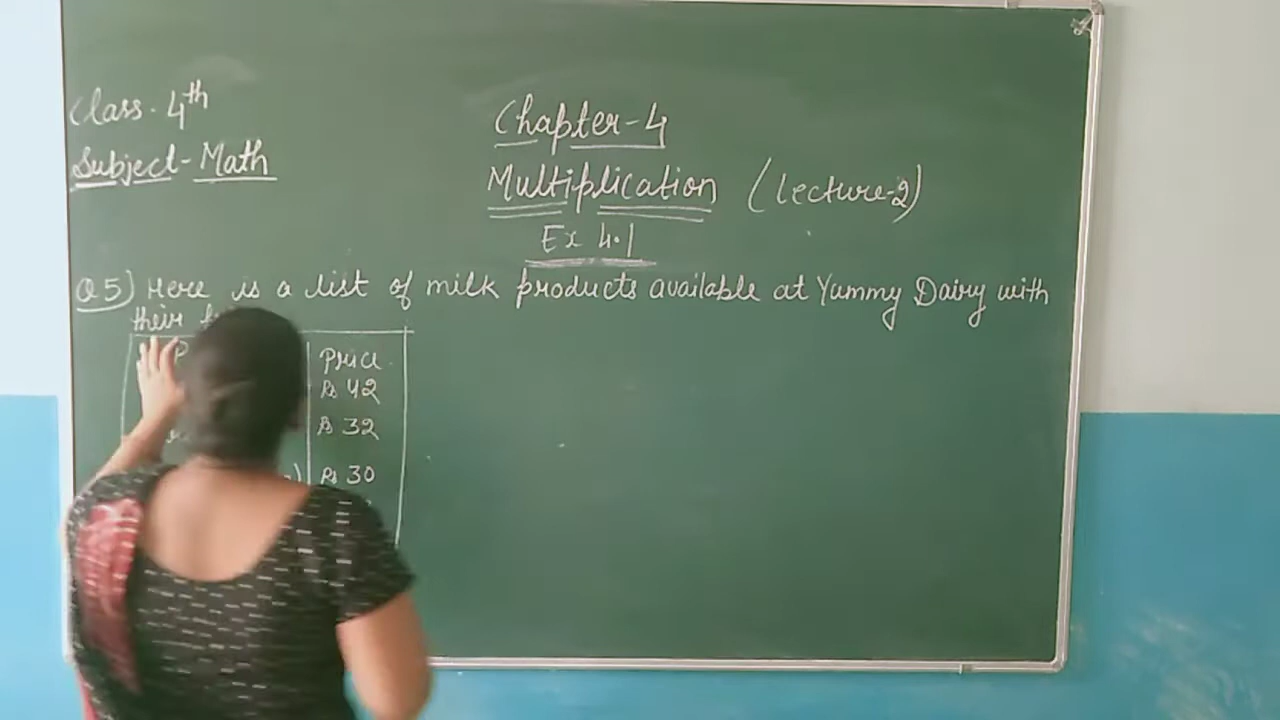 Class. 4th
Subject-Math
Chapter-4
Multiplication (Lecture-2)
Ex 4.1
Q5) Here is a list of milk products available at Yummy Dairy with
their
Price
Rs 42
Rs 32
Rs 30